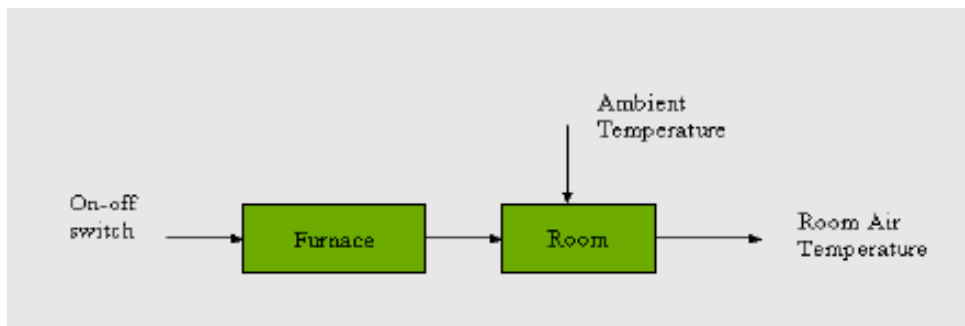 Ambient
Temperature
On-off
switch
Furnace
Room
Room Air
Temperature